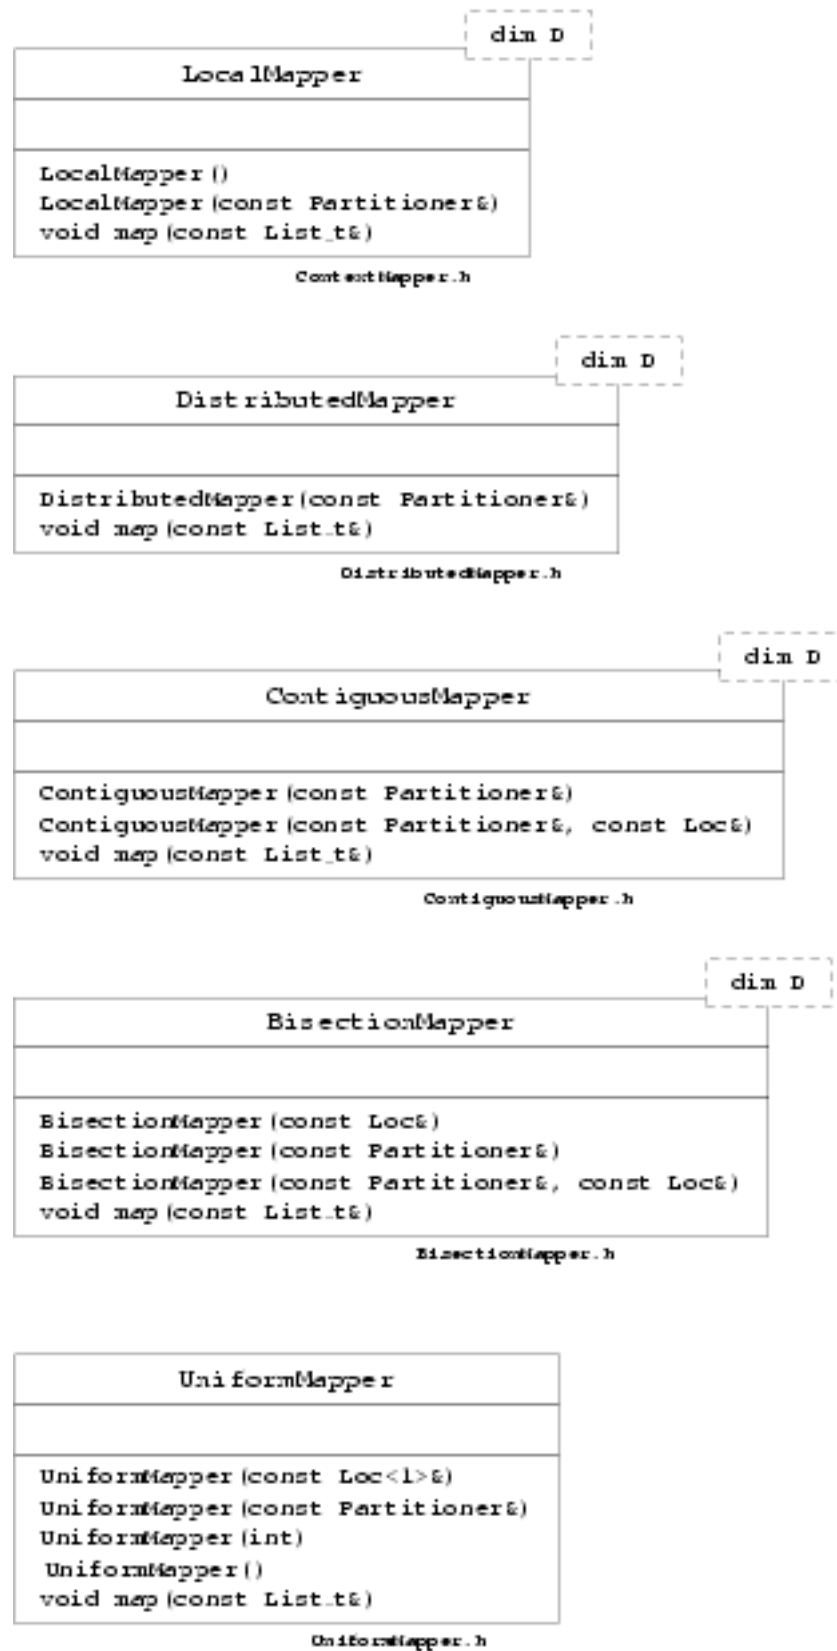 dim D
LocalMapper
LocalMapper()
LocalMapper(const Partitioner&)
void map(const List_t&)
ContextMapper.h
dim D
DistributedMapper
DistributedMapper(const Partitioner&)
void map(const List_t&)
DistributedMapper.h
dim D
ContiguousMapper
ContiguousMapper(const Partitioner&)
ContiguousMapper(const Partitioner&, const Loc&)
void map(const List_t&)
ContiguousMapper.h
dim D
BisectionMapper
BisectionMapper(const Loc&)
BisectionMapper(const Partitioner&)
BisectionMapper(const Partitioner&, const Loc&)
void map(const List_t&)
BisectionMapper.h
UniformMapper
UniformMapper(const Loc<1>&)
UniformMapper(const Partitioner&)
UniformMapper(int)
UniformMapper()
void map(const List_t&)
UniformMapper.h